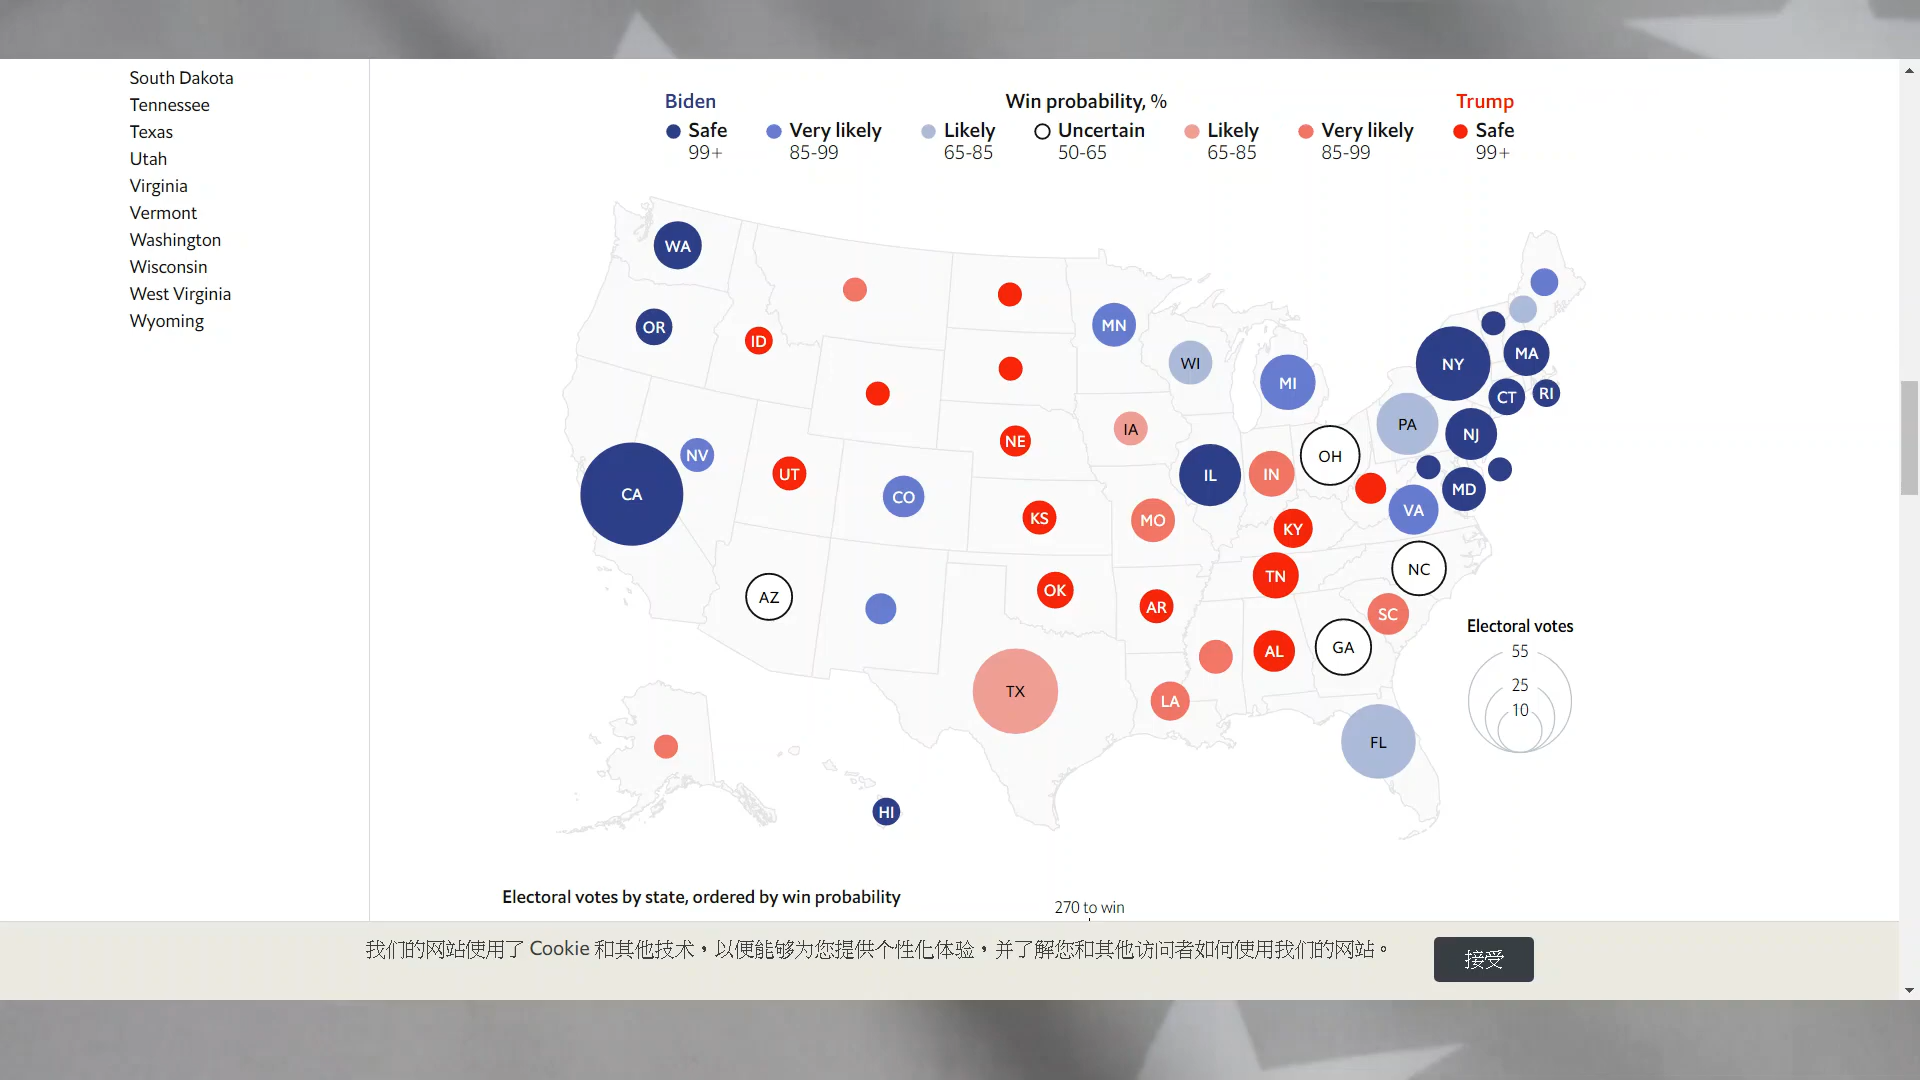 South Dakota
Tennessee
Texas
Utah
Virginia
Vermont
Washington
Wisconsin
West Virginia
Wyoming
Biden
Win probability, %
Trump
Safe
Very likely
Likely
Uncertain
Likely
Very likely
Safe
99+
85-99
65-85
50-65
65-85
85-99
99+
WA
OR
ID
MN
WI
MI
NY
MA
CT
RI
PA
NJ
IA
NV
UT
CA
CO
NE
KS
MO
IL
IN
OH
MD
VA
KY
NC
TN
AZ
OK
AR
SC
GA
AL
TX
LA
FL
HI
Electoral votes
55
25
10
Electoral votes by state, ordered by win probability
270 to win
我们的网站使用了 Cookie 和其他技术，以便能够为您提供个性化体验，并了解您和其他访问者如何使用我们的网站。
接受